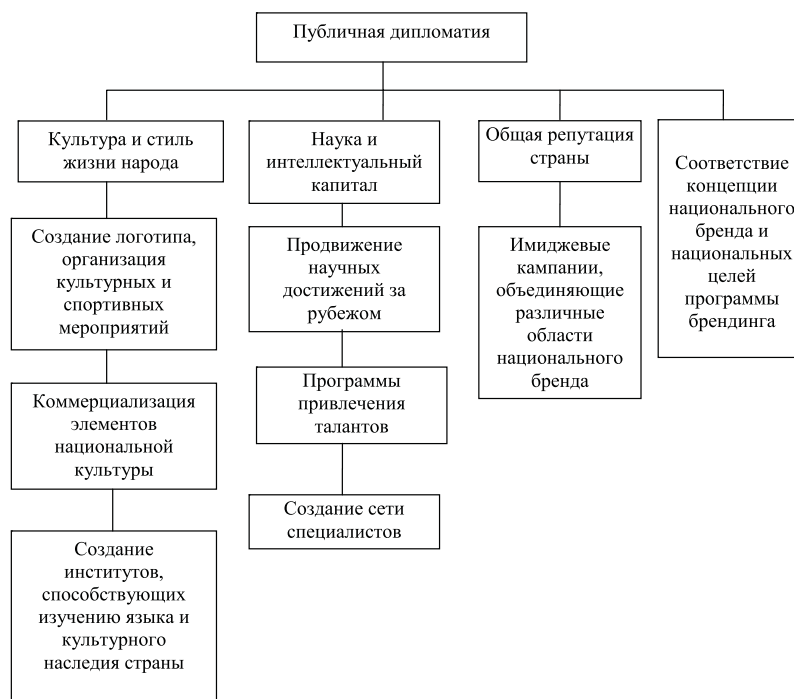 Публичная дипломатия
Культура и стиль
жизни народа
Создание логотипа,
организация
культурных и
спортивных
мероприятий
Коммерциализация
элементов
национальной
культуры
Создание
институтов,
способствующих
изучению языка и
культурного
наследия страны
Наука и
интеллектуальный
капитал
Продвижение
научных
достижений за
рубежом
Программы
привлечения
талантов
Создание сети
специалистов
Общая репутация
страны
Имиджевые
кампании,
объединяющие
различные
области
национального
бренда
Соответствие
концепции
национального
бренда и
национальных
целей
программы
брендинга